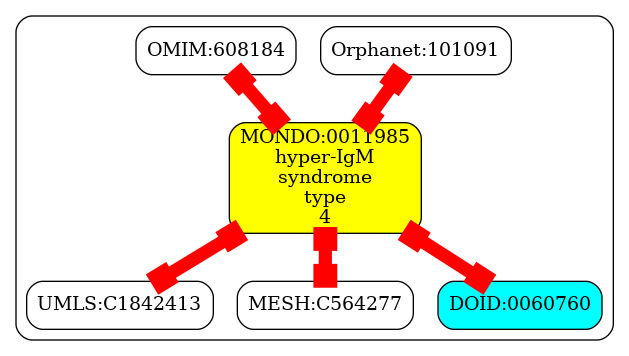 OMIM:608184
Orphanet:101091
MONDO:0011985
hyper-IgM
syndrome
type
4
UMLS:C1842413
MESH:C564277
DOID:0060760